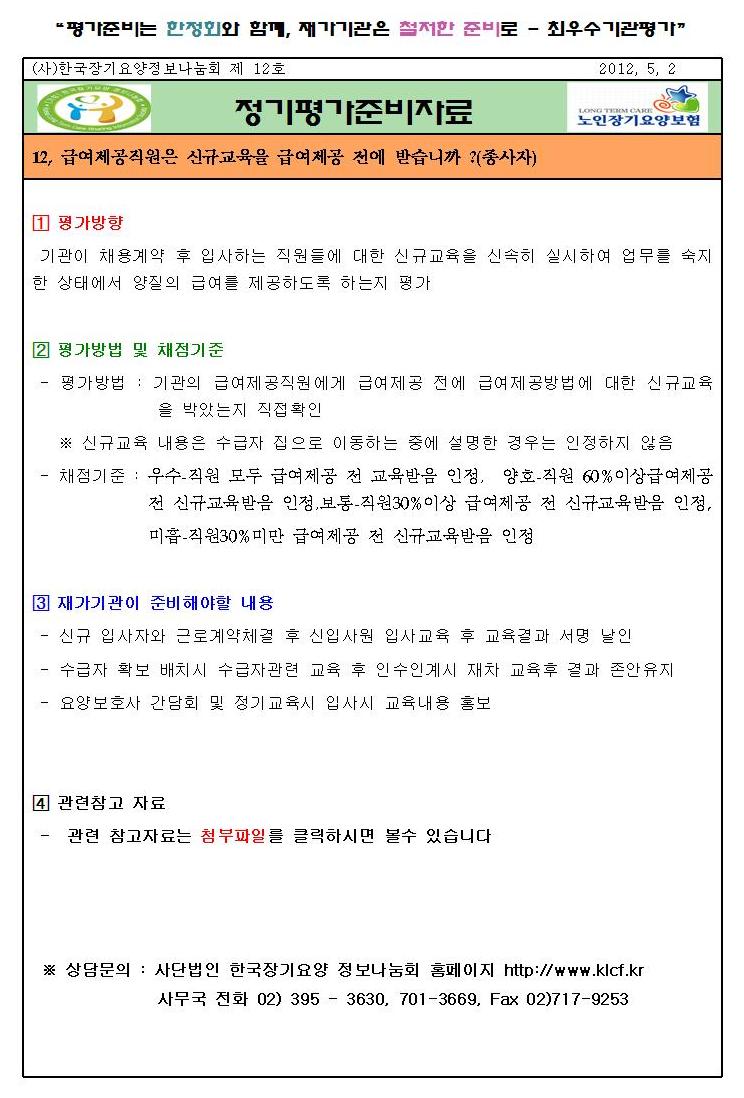 “평가준비는 한정회와 함께, 재가기관은 철저한 준비로 - 최우수기관평가”
(사)한국장기요양정보나눔회 제 12호 2012, 5, 2
정기평가준비자료
LONG TERM CARE
노인장기요양보험
12, 급여제공직원은 신규교육을 급여제공 전에 받습니까 ?(종사자)
1 평가방향
기관이 채용계약 후 입사하는 직원들에 대한 신규교육을 신속히 실시하여 업무를 숙지
한 상태에서 양질의 급여를 제공하도록 하는지 평가
2 평가방법 및 채점기준
- 평가방법 : 기관의 급여제공직원에게 급여제공 전에 급여제공방법에 대한 신규교육
을 박았는지 직접확인
※ 신규교육 내용은 수급자 집으로 이동하는 중에 설명한 경우는 인정하지 않음
- 채점기준 : 우수-직원 모두 급여제공 전 교육받음 인정, 양호-직원 60%이상급여제공
전 신규교육받음 인정,보통-직원30%이상 급여제공 전 신규교육받음 인정,
미흡-직원30%미만 급여제공 전 신규교육받음 인정
3 재가기관이 준비해야할 내용
- 신규 입사자와 근로계약체결 후 신입사원 입사교육 후 교육결과 서명 날인
- 수급자 확보 배치시 수급자관련 교육 후 인수인계시 재차 교육후 결과 존안유지
- 요양보호사 간담회 및 정기교육시 입사시 교육내용 홍보
4 관련참고 자료
- 관련 참고자료는 첨부파일를 클릭하시면 볼수 있습니다
※ 상담문의 : 사단법인 한국장기요양 정보나눔회 홈페이지 http://www.klcf.kr
사무국 전화 02) 395 - 3630, 701-3669, Fax 02)717-9253